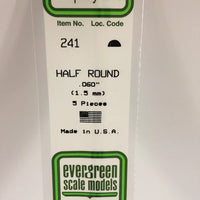 Item No. Loc. Code
241
HALF ROUND
.060"
(1.5 mm)
5 Pieces
Made in U.S.A.
evergreen
scale models